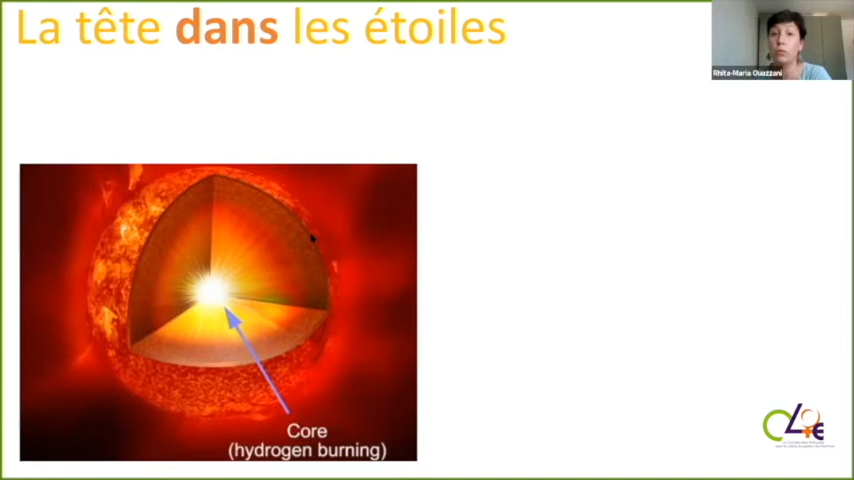 La tête dans les étoiles
Rhita-Maria Ouazzani
Core
(hydrogen burning)